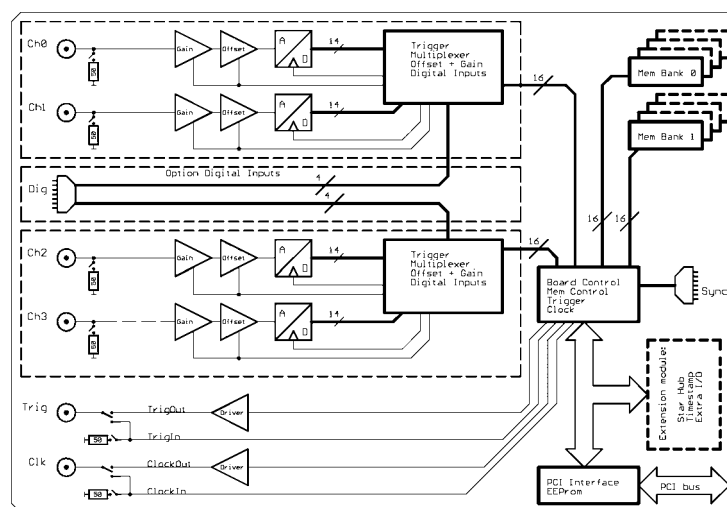 Ch0
50
Gain
Offset
A
D
14
Trigger
Multiplexer
Offset + Gain
Digital Inputs
16
Mem Bank 0
Ch1
50
Gain
Offset
A
D
14
Mem Bank 1
Option Digital Inputs
Dig
4
4
16
16
Ch2
50
Gain
Offset
A
D
14
Trigger
Multiplexer
Offset + Gain
Digital Inputs
16
Board Control
Mem Control
Trigger
Clock
Sync
Ch3
50
Gain
Offset
A
D
14
Extension module:
Star Hub
Timestamp
Extra I/O
Trig
TrigOut
Driver
50
TrigIn
Clk
ClockOut
Driver
50
ClockIn
PCI Interface
EEProm
PCI bus